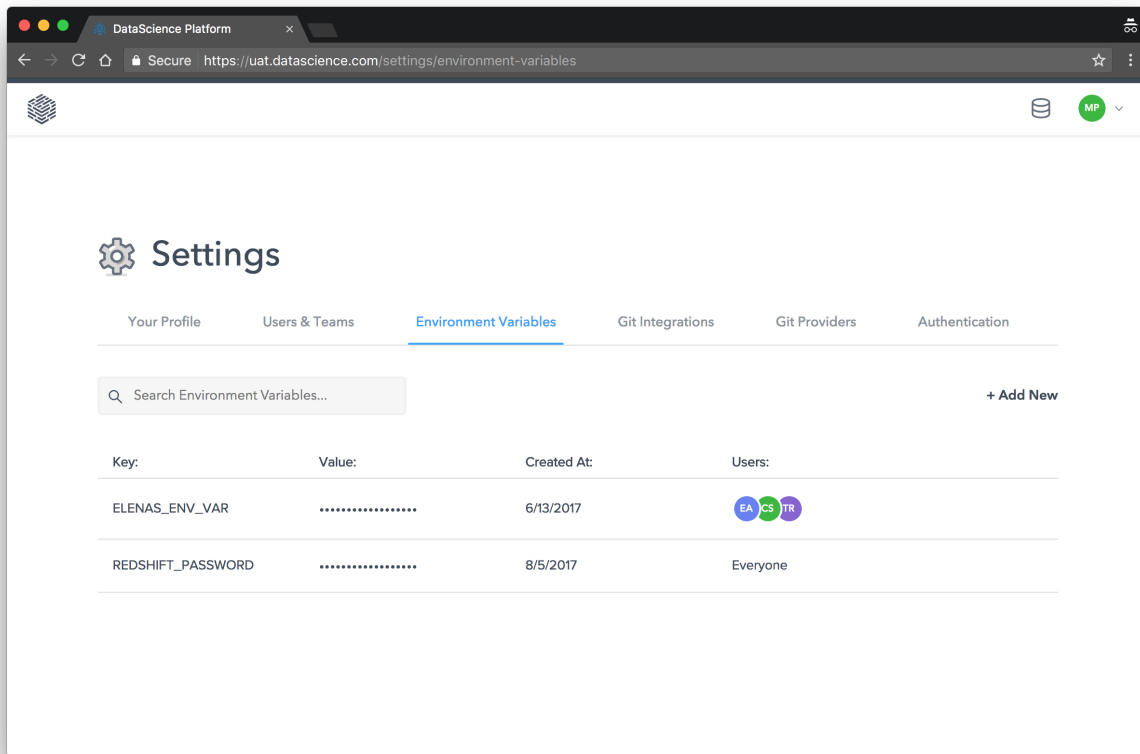 DataScience Platform
Secure https://uat.datascience.com/settings/environment-variables
MP
Settings
Your Profile Users & Teams Environment Variables Git Integrations Git Providers Authentication
Search Environment Variables... + Add New
Key: Value: Created At: Users:
ELENAS_ENV_VAR •••••••••••••••••• 6/13/2017 EA CS TR
REDSHIFT_PASSWORD •••••••••••••••••• 8/5/2017 Everyone